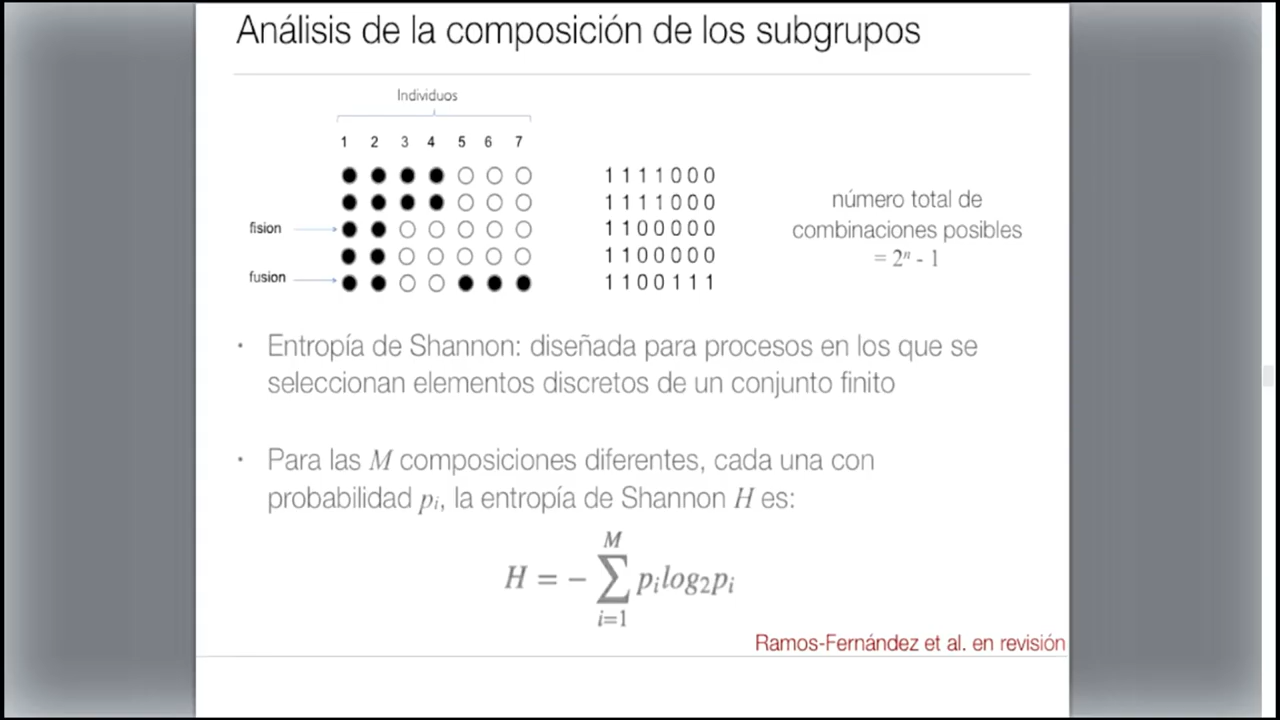 Análisis de la composición de los subgrupos
Individuos
1 2 3 4 5 6 7
1 1 1 1 0 0 0
1 1 1 1 0 0 0
fision
1 1 0 0 0 0 0
1 1 0 0 0 0 0
fusion
1 1 0 0 1 1 1
número total de
combinaciones posibles
= 2ⁿ - 1
· Entropía de Shannon: diseñada para procesos en los que se
seleccionan elementos discretos de un conjunto finito
· Para las M composiciones diferentes, cada una con
probabilidad pᵢ, la entropía de Shannon H es:
M
H = − ∑ pᵢlog₂pᵢ
i=1
Ramos-Fernández et al. en revisión